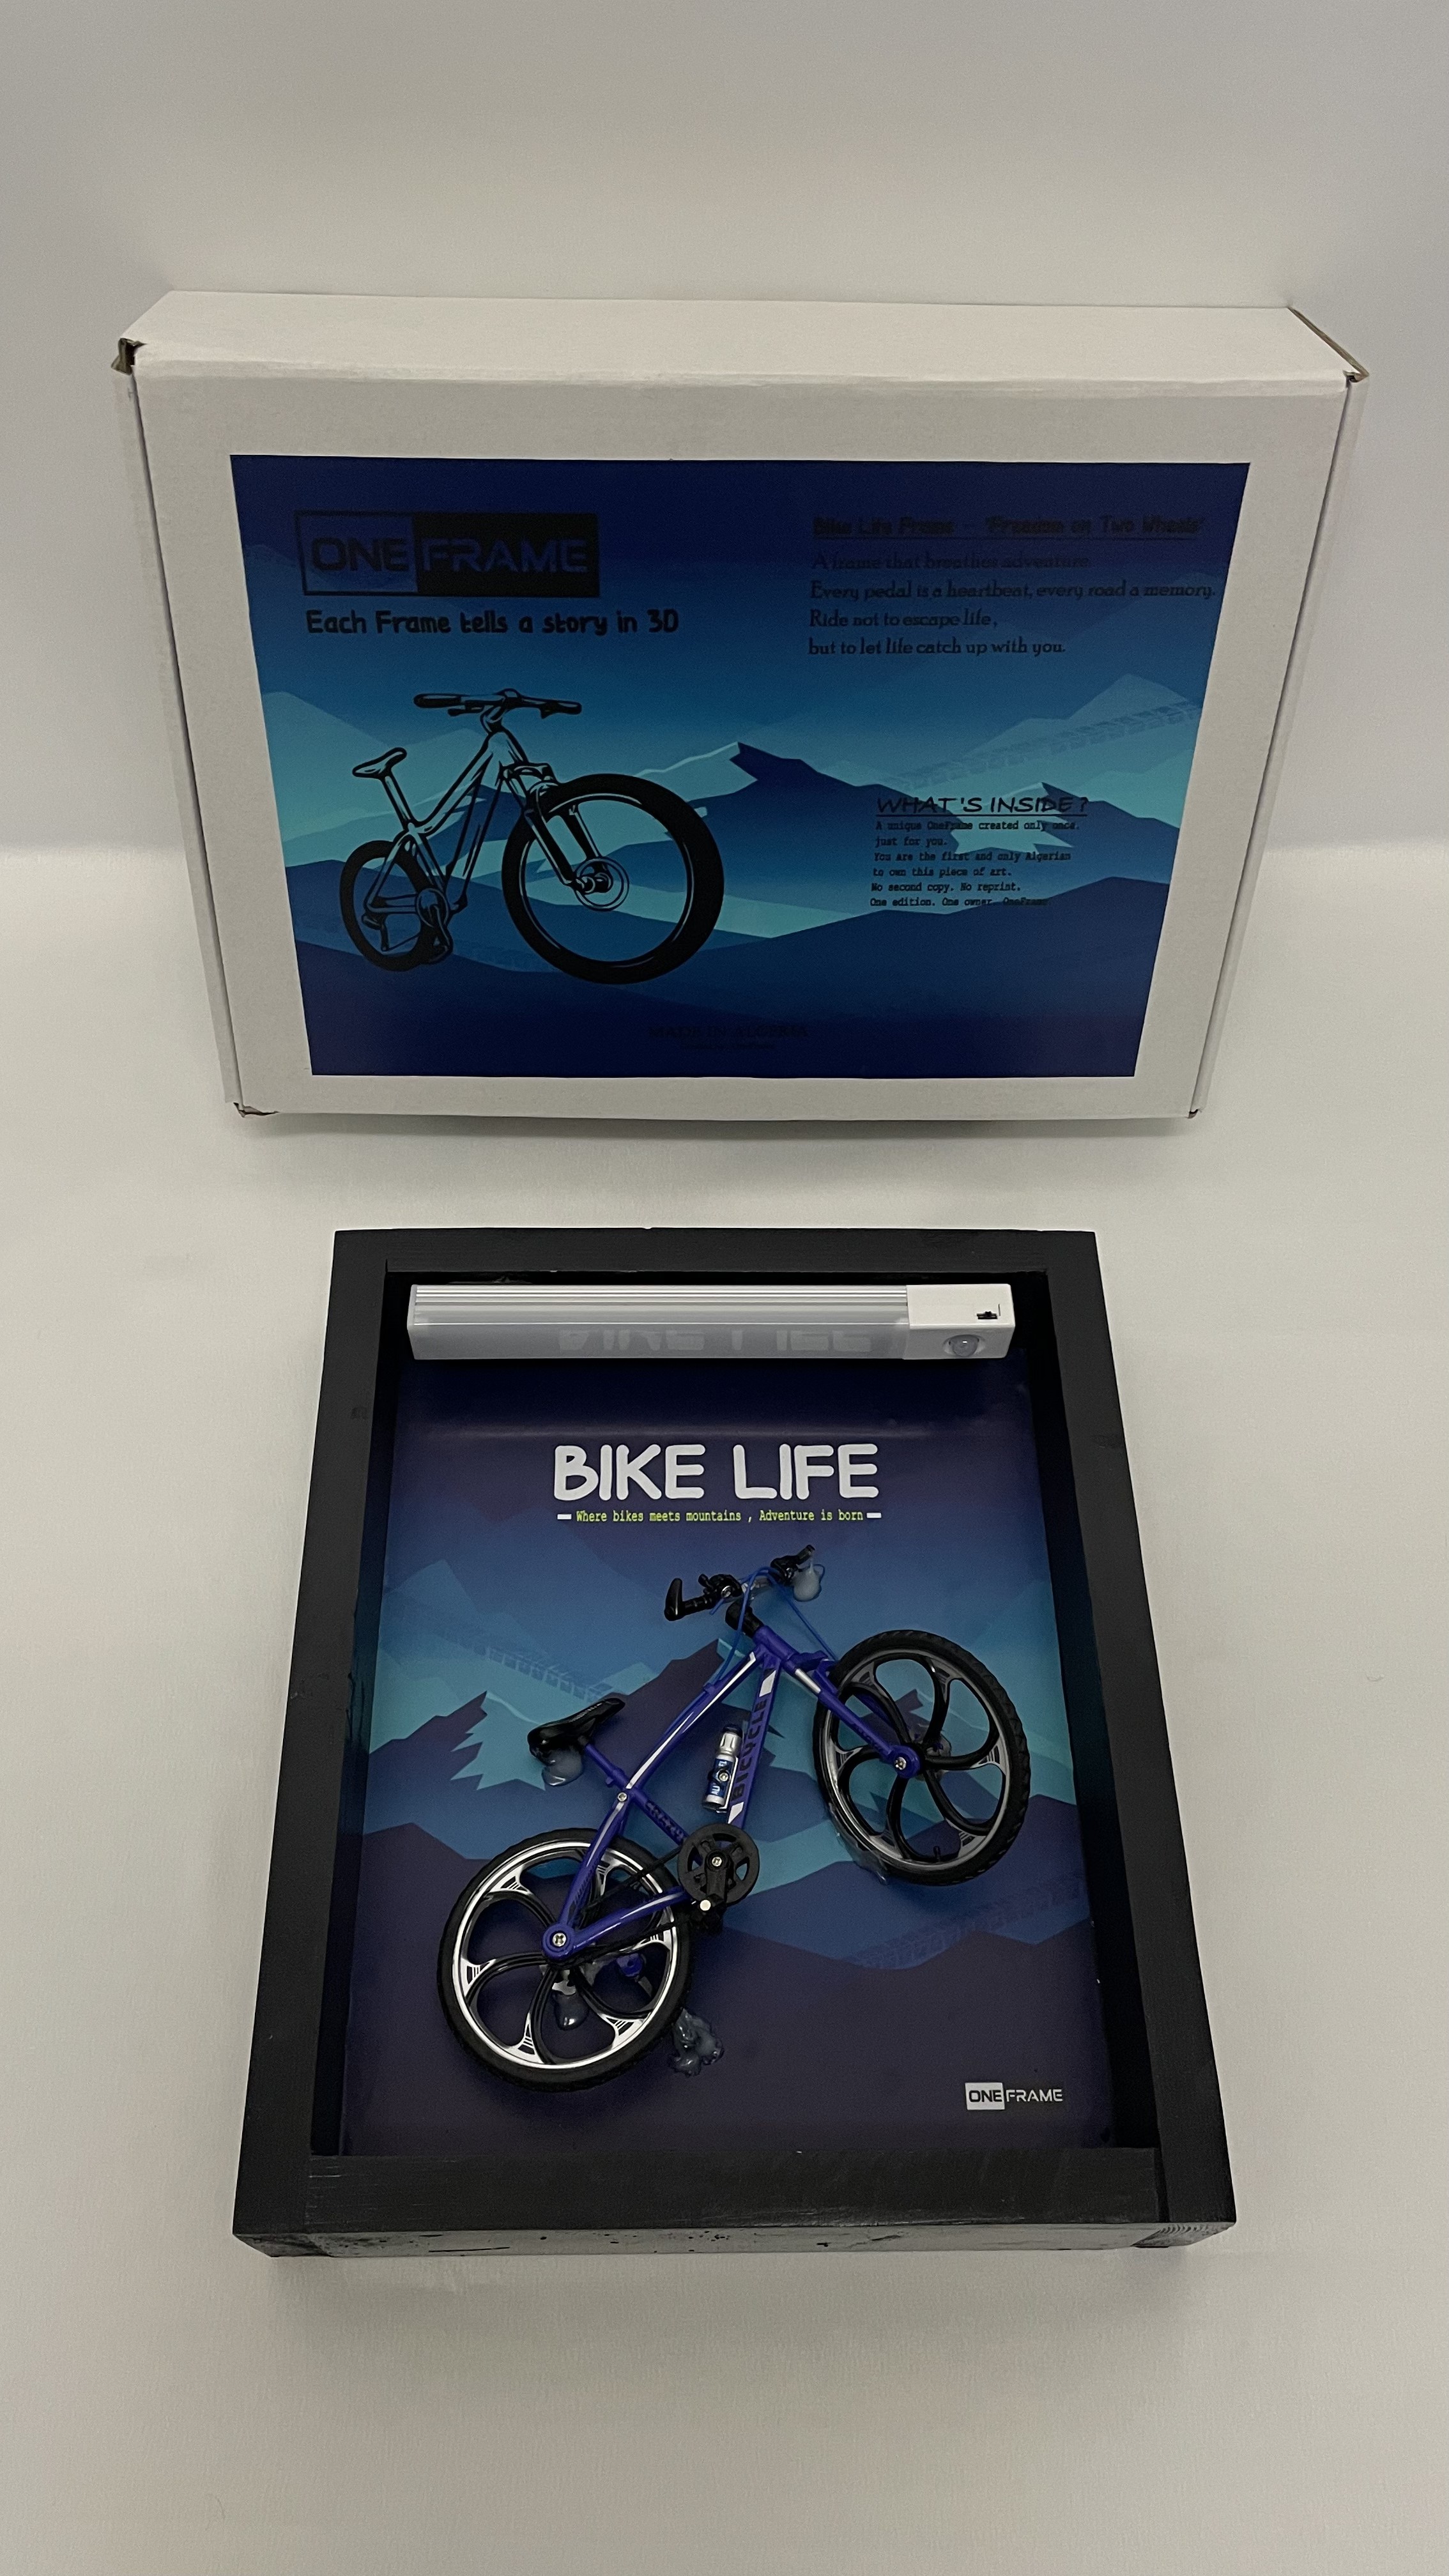 ONE FRAME
Each Frame tells a story in 3D
Bike Life Frame – "Freedom on Two Wheels"
A frame that breathes adventure.
Every pedal is a heartbeat, every road a memory.
Ride not to escape life,
but to let life catch up with you.
WHAT'S INSIDE?
A unique OneFrame created only once,
just for you.
You are the first and only Algerian
to own this piece of art.
No second copy. No reprint.
One edition. One owner. OneFrame
MADE IN ALGERIA
BIKE LIFE
Where bikes meets mountains , Adventure is born
BICYCLE
ONE FRAME